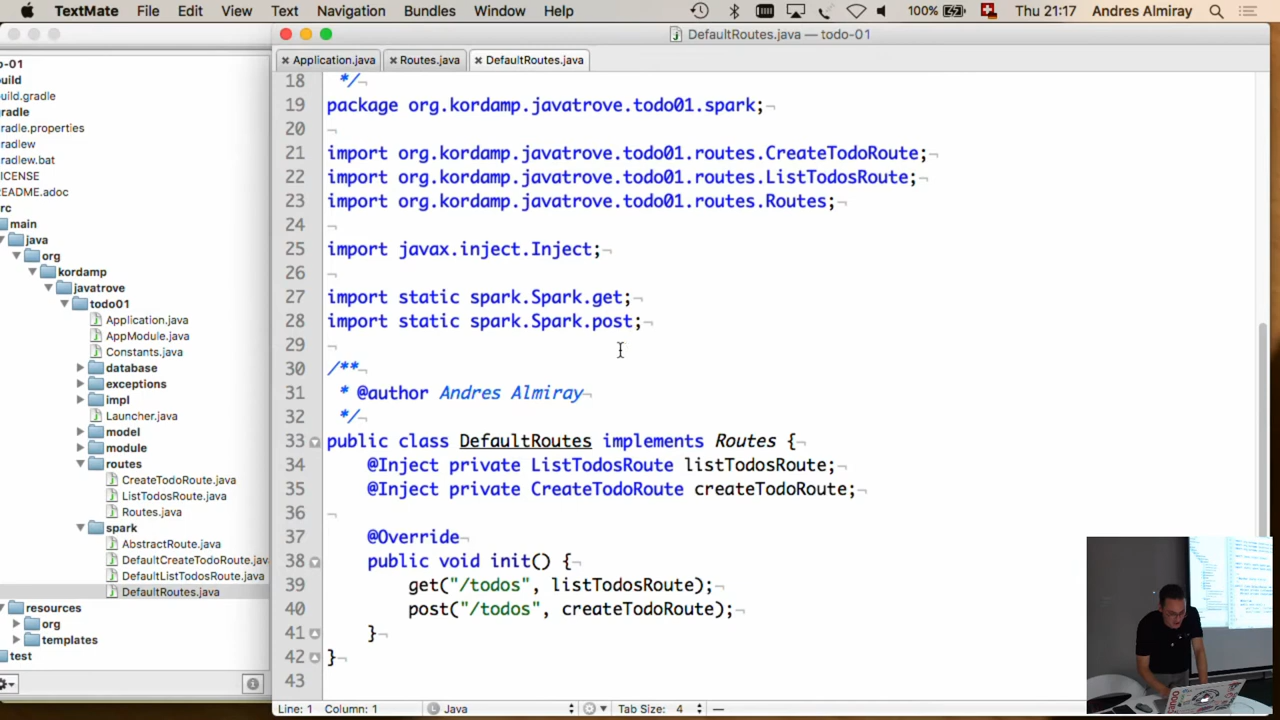 TextMate File Edit View Text Navigation Bundles Window Help 100% Thu 21:17 Andres Almiray
DefaultRoutes.java — todo-01
Application.java Routes.java DefaultRoutes.java
o-01
uild
uild.gradle
radle
radle.properties
radlew
radlew.bat
ICENSE
README.adoc
rc
main
java
org
kordamp
javatrove
todo01
Application.java
AppModule.java
Constants.java
database
exceptions
impl
Launcher.java
model
module
routes
CreateTodoRoute.java
ListTodosRoute.java
Routes.java
spark
AbstractRoute.java
DefaultCreateTodoRoute.java
DefaultListTodosRoute.java
DefaultRoutes.java
resources
org
templates
test
18 */
19 package org.kordamp.javatrove.todo01.spark;
20
21 import org.kordamp.javatrove.todo01.routes.CreateTodoRoute;
22 import org.kordamp.javatrove.todo01.routes.ListTodosRoute;
23 import org.kordamp.javatrove.todo01.routes.Routes;
24
25 import javax.inject.Inject;
26
27 import static spark.Spark.get;
28 import static spark.Spark.post;
29
30 /**
31 * @author Andres Almiray
32 */
33 public class DefaultRoutes implements Routes {
34 @Inject private ListTodosRoute listTodosRoute;
35 @Inject private CreateTodoRoute createTodoRoute;
36
37 @Override
38 public void init() {
39 get("/todos", listTodosRoute);
40 post("/todos", createTodoRoute);
41 }
42 }
43
Line: 1 Column: 1 Java Tab Size: 4 —